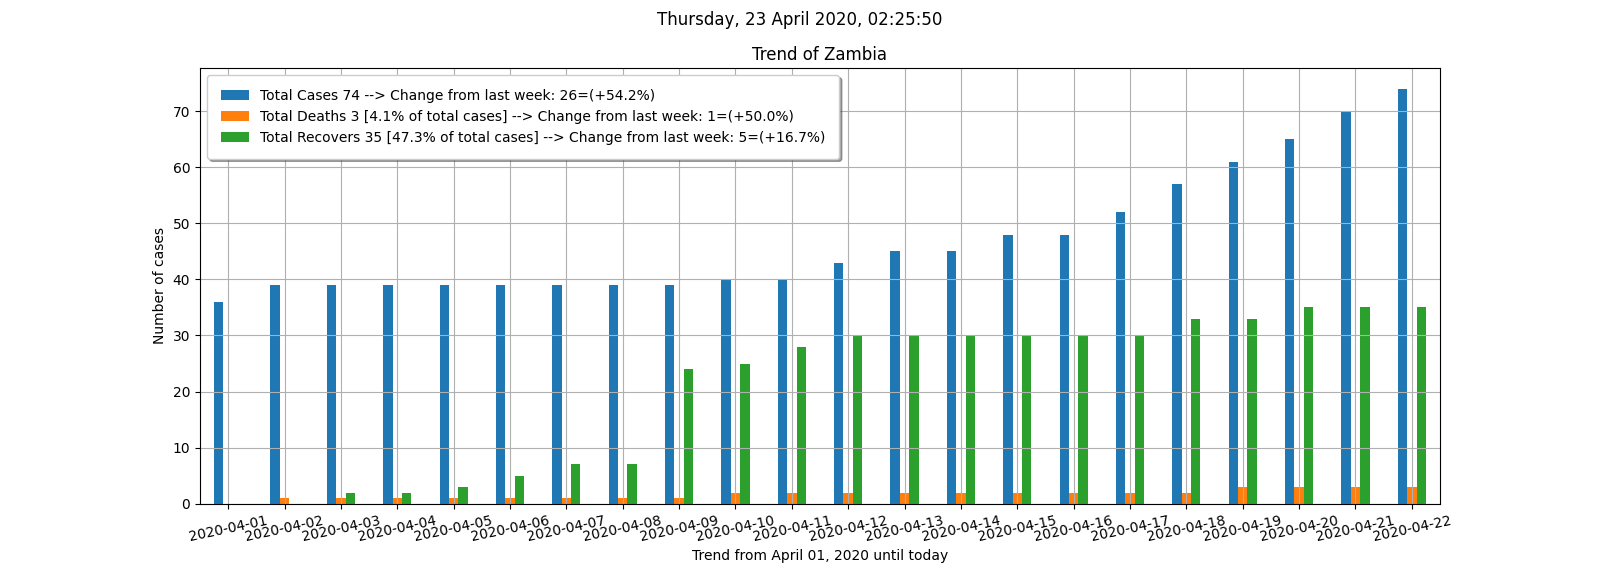 Thursday, 23 April 2020, 02:25:50
Trend of Zambia
Total Cases 74 --> Change from last week: 26=(+54.2%)
Total Deaths 3 [4.1% of total cases] --> Change from last week: 1=(+50.0%)
Total Recovers 35 [47.3% of total cases] --> Change from last week: 5=(+16.7%)
Number of cases
70
60
50
40
30
20
10
0
2020-04-01 2020-04-02 2020-04-03 2020-04-04 2020-04-05 2020-04-06 2020-04-07 2020-04-08 2020-04-09 2020-04-10 2020-04-11 2020-04-12 2020-04-13 2020-04-14 2020-04-15 2020-04-16 2020-04-17 2020-04-18 2020-04-19 2020-04-20 2020-04-21 2020-04-22
Trend from April 01, 2020 until today